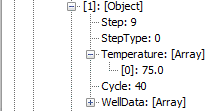 [1]: [Object]
Step: 9
StepType: 0
Temperature: [Array]
[0]: 75.0
Cycle: 40
WellData: [Array]